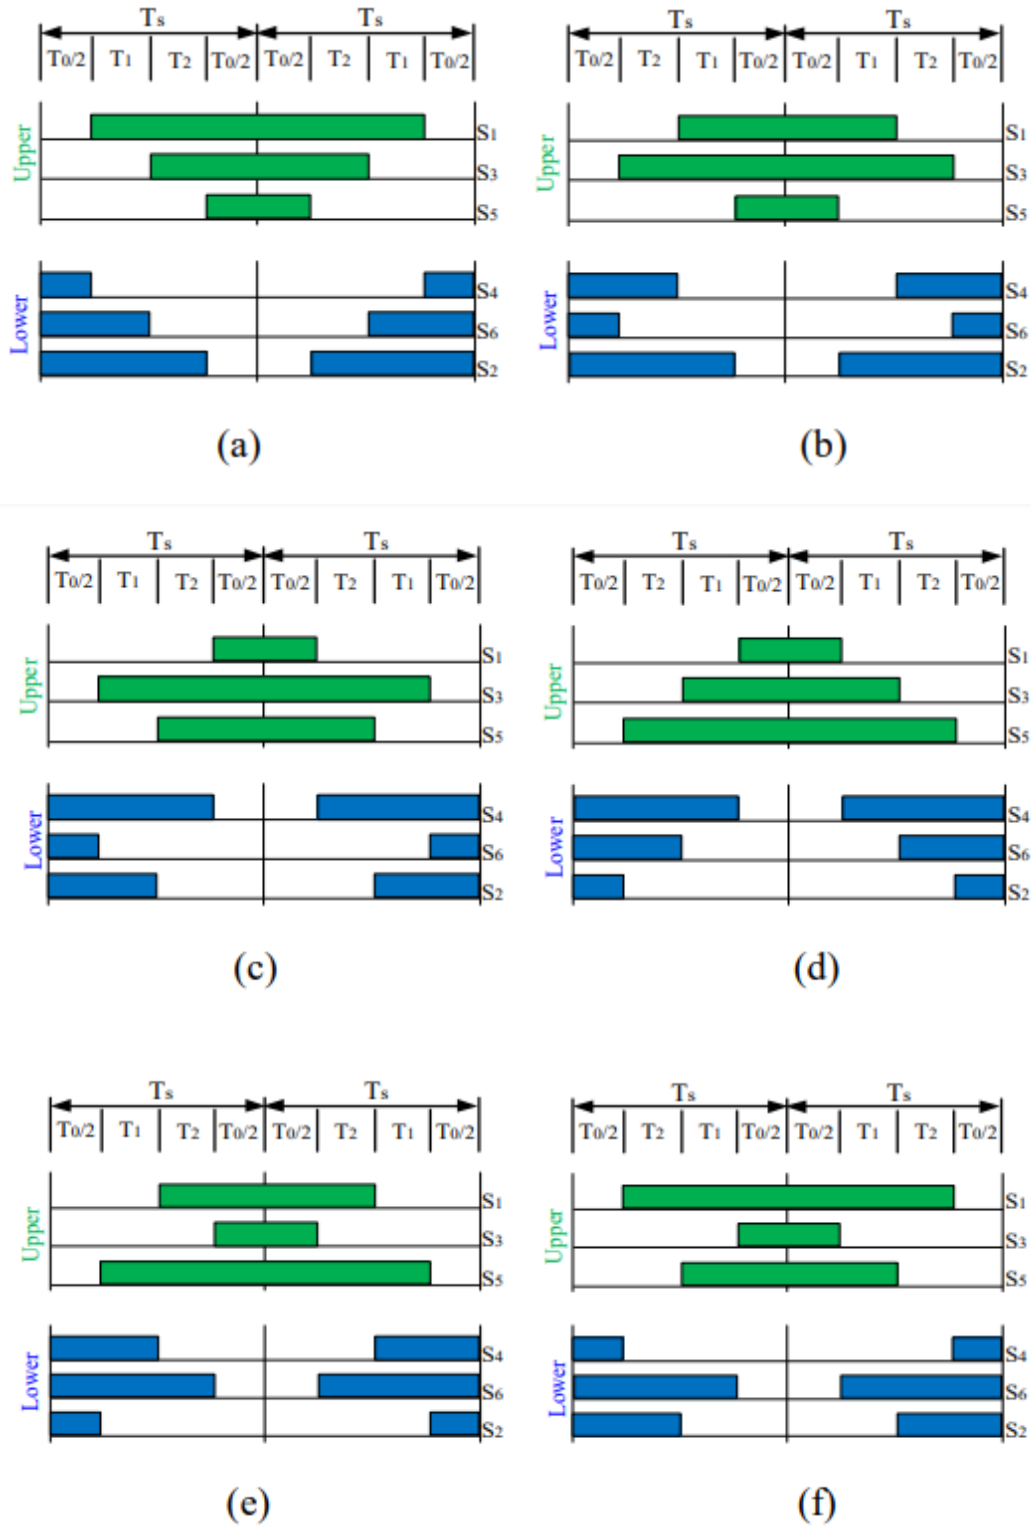 Ts Ts Ts Ts
T0/2 T1 T2 T0/2 T0/2 T2 T1 T0/2 T0/2 T2 T1 T0/2 T0/2 T1 T2 T0/2
Upper S1 Upper S1
S3 S3
S5 S5
Lower S4 Lower S4
S6 S6
S2 S2
(a) (b)
Ts Ts Ts Ts
T0/2 T1 T2 T0/2 T0/2 T2 T1 T0/2 T0/2 T2 T1 T0/2 T0/2 T1 T2 T0/2
Upper S1 Upper S1
S3 S3
S5 S5
Lower S4 Lower S4
S6 S6
S2 S2
(c) (d)
Ts Ts Ts Ts
T0/2 T1 T2 T0/2 T0/2 T2 T1 T0/2 T0/2 T2 T1 T0/2 T0/2 T1 T2 T0/2
Upper S1 Upper S1
S3 S3
S5 S5
Lower S4 Lower S4
S6 S6
S2 S2
(e) (f)